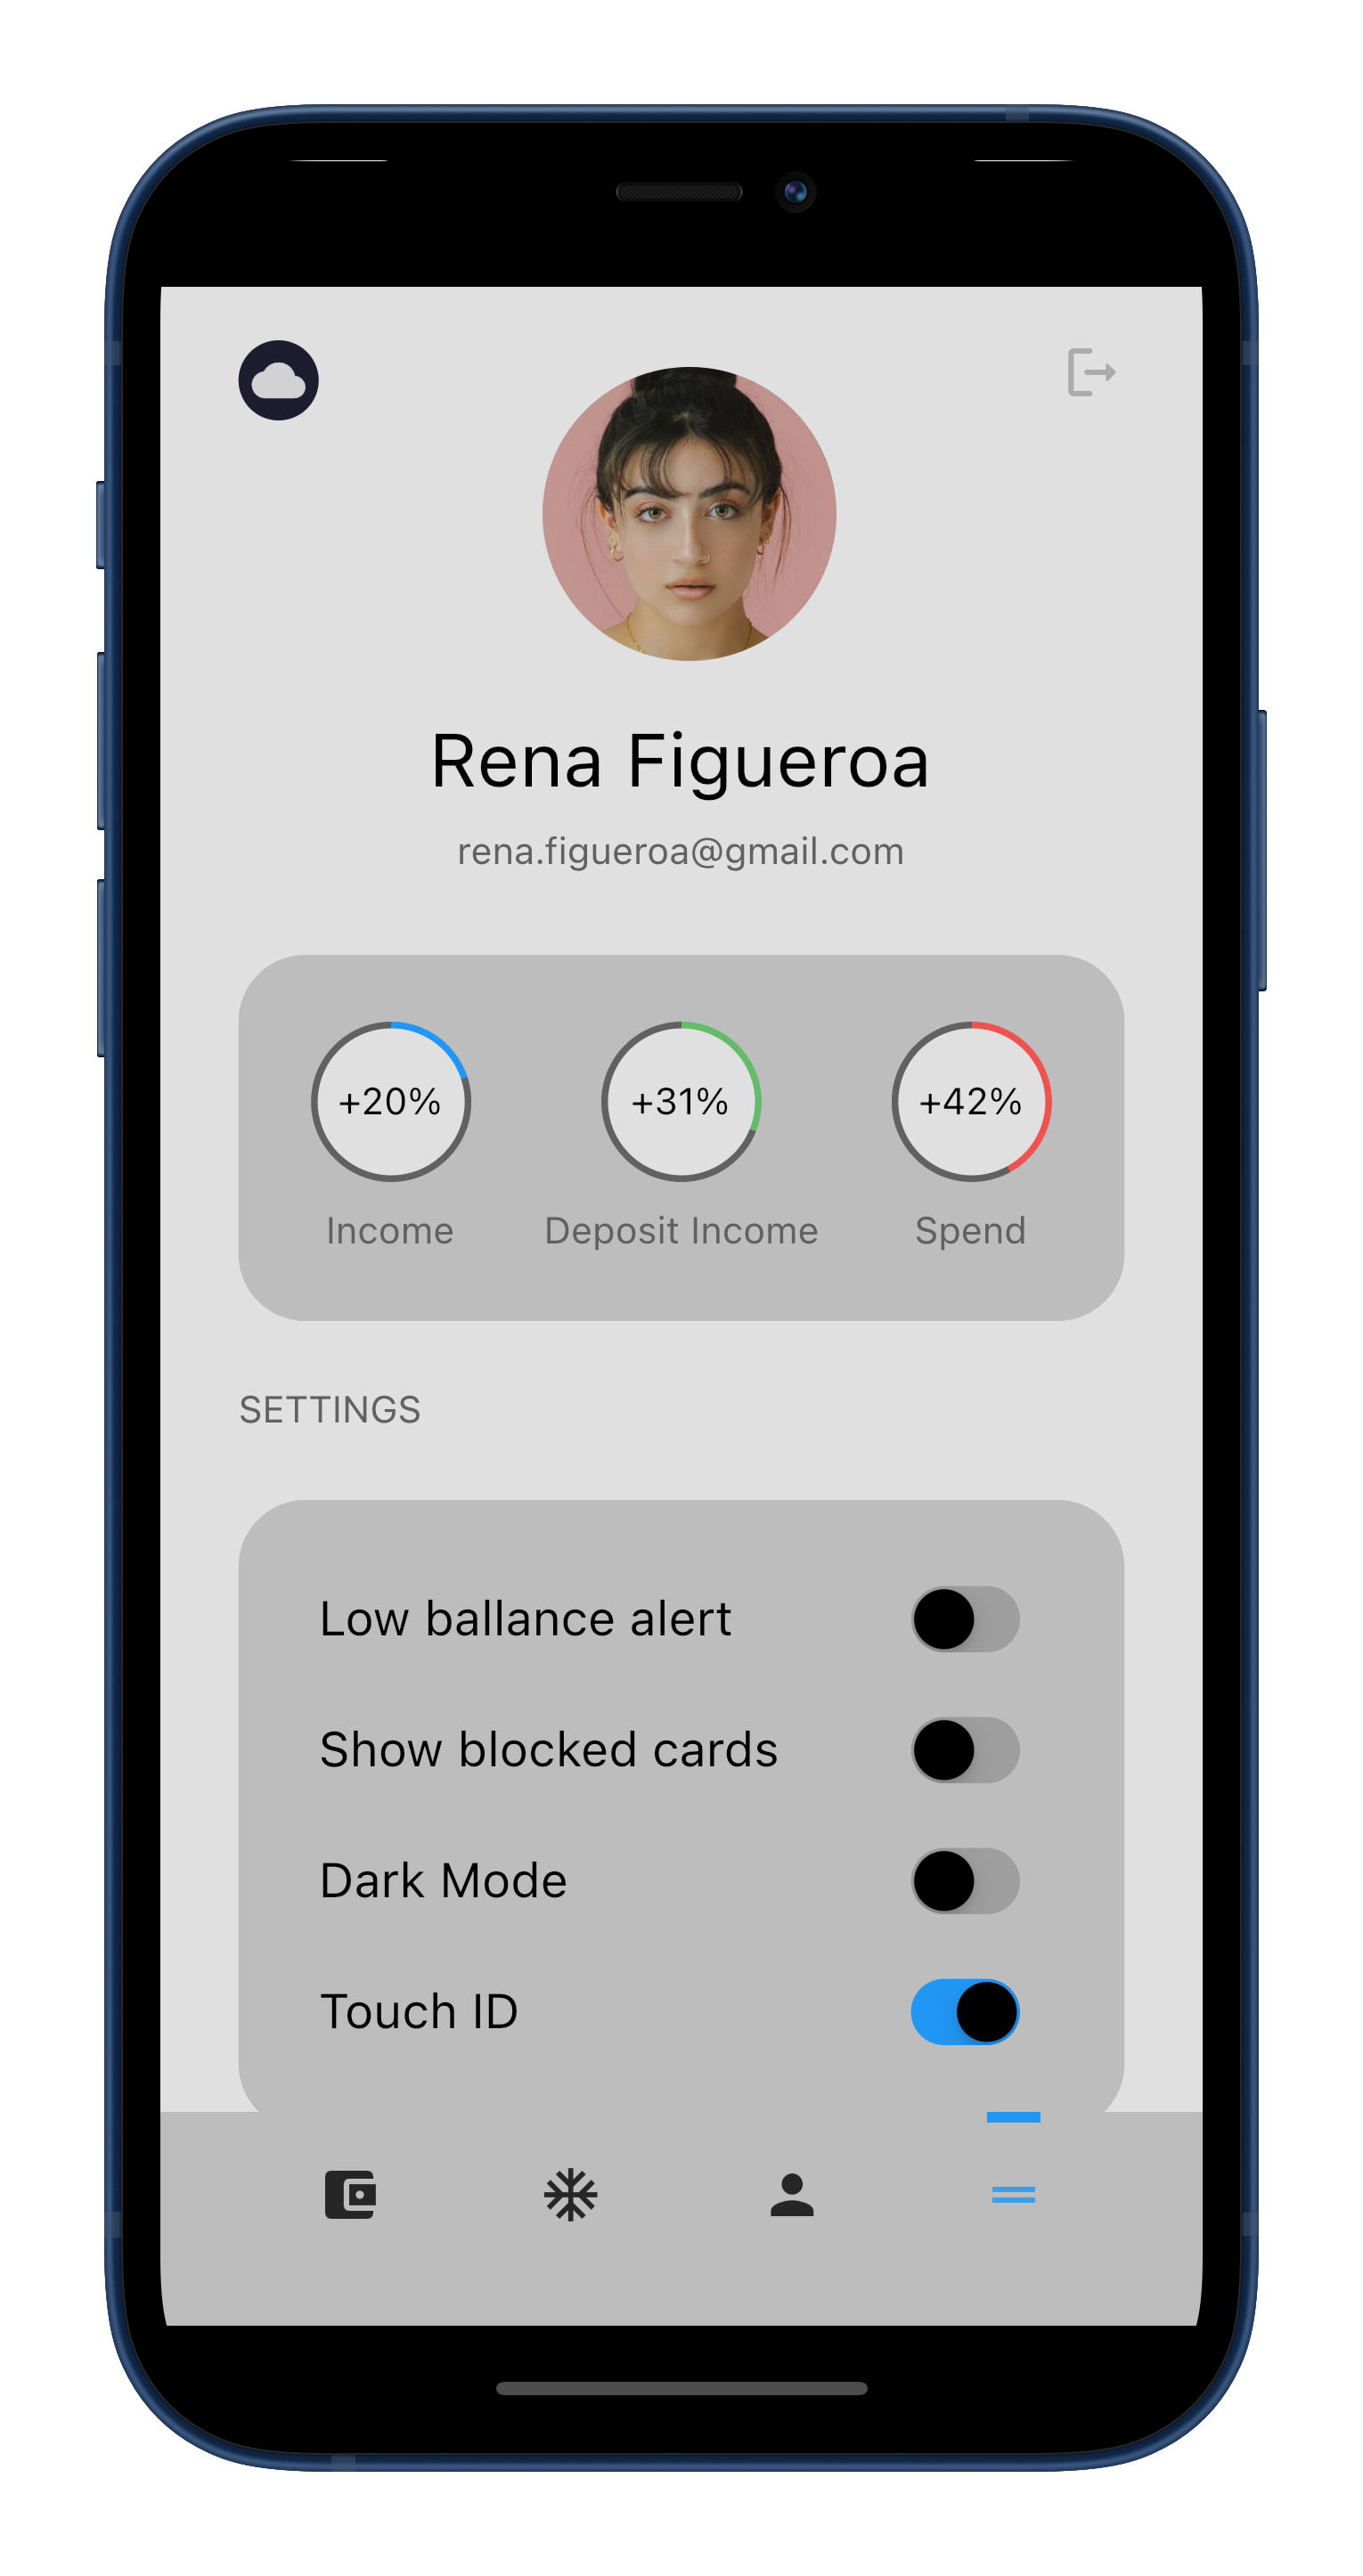 Rena Figueroa
rena.figueroa@gmail.com
+20% +31% +42%
Income Deposit Income Spend
SETTINGS
Low ballance alert
Show blocked cards
Dark Mode
Touch ID